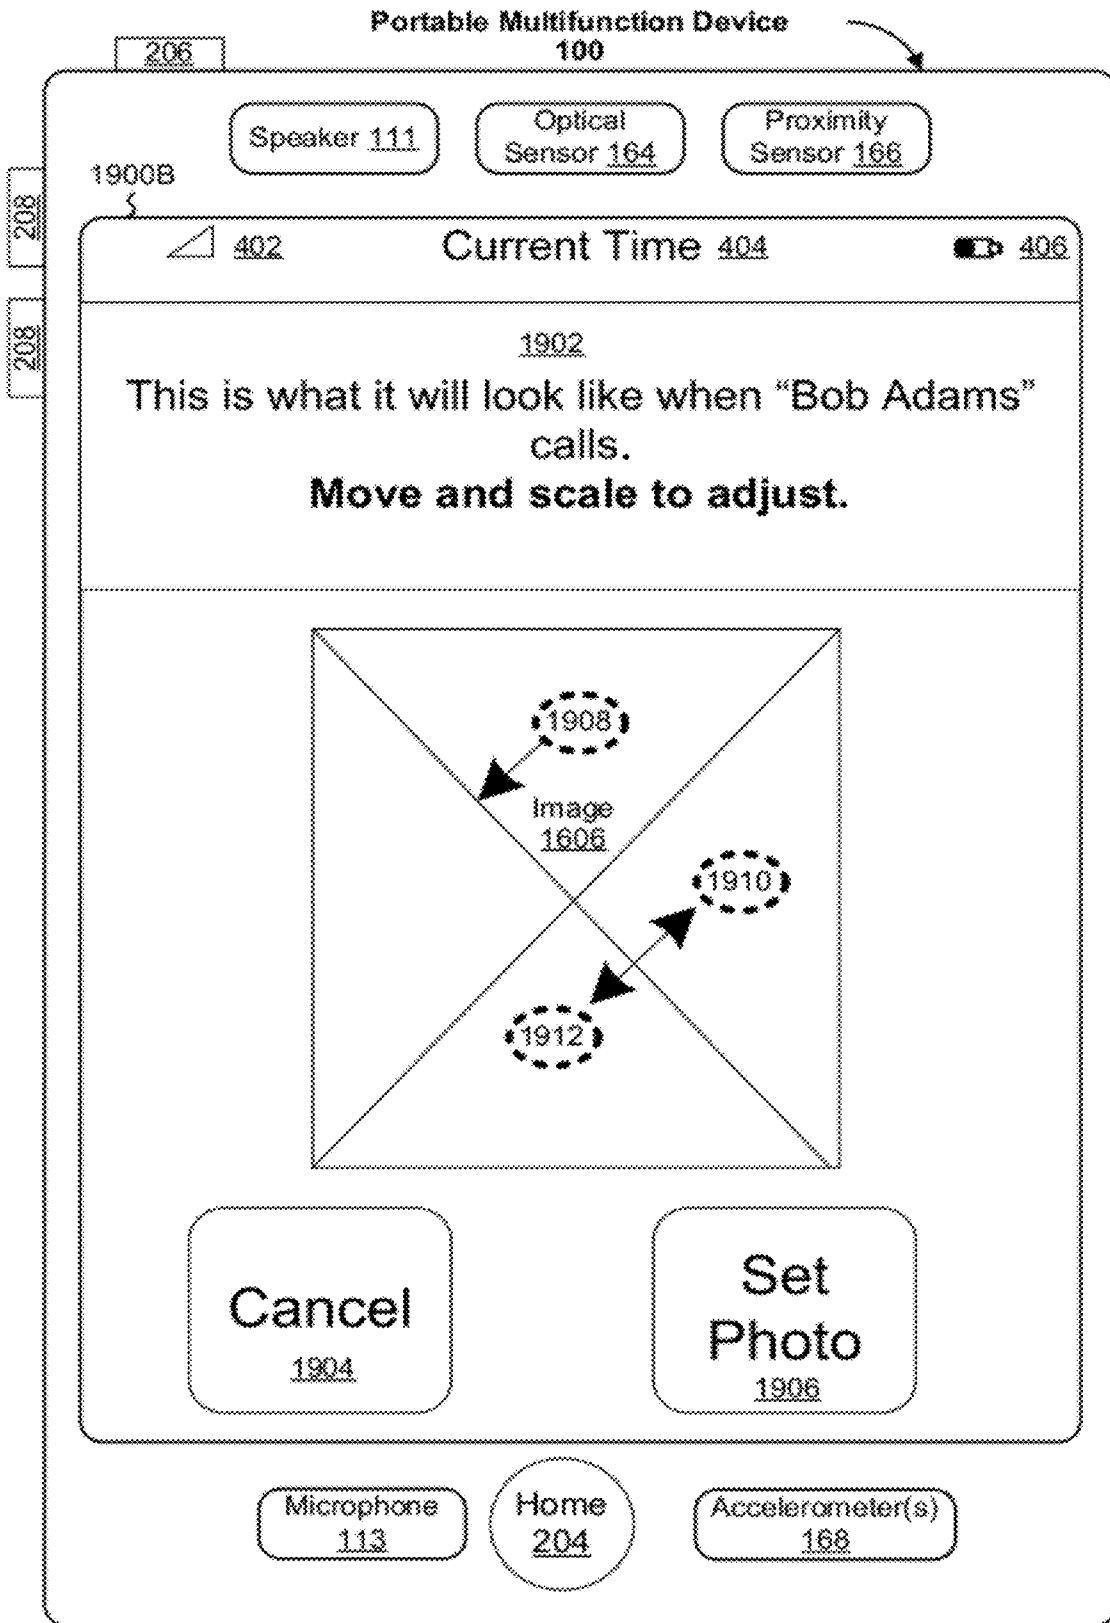 Portable Multifunction Device
100
206
Speaker 111
Optical
Sensor 164
Proximity
Sensor 166
1900B
208
208
402
Current Time 404
406
1902
This is what it will look like when “Bob Adams”
calls.
Move and scale to adjust.
1908
Image
1606
1910
1912
Cancel
1904
Set
Photo
1906
Microphone
113
Home
204
Accelerometer(s)
168